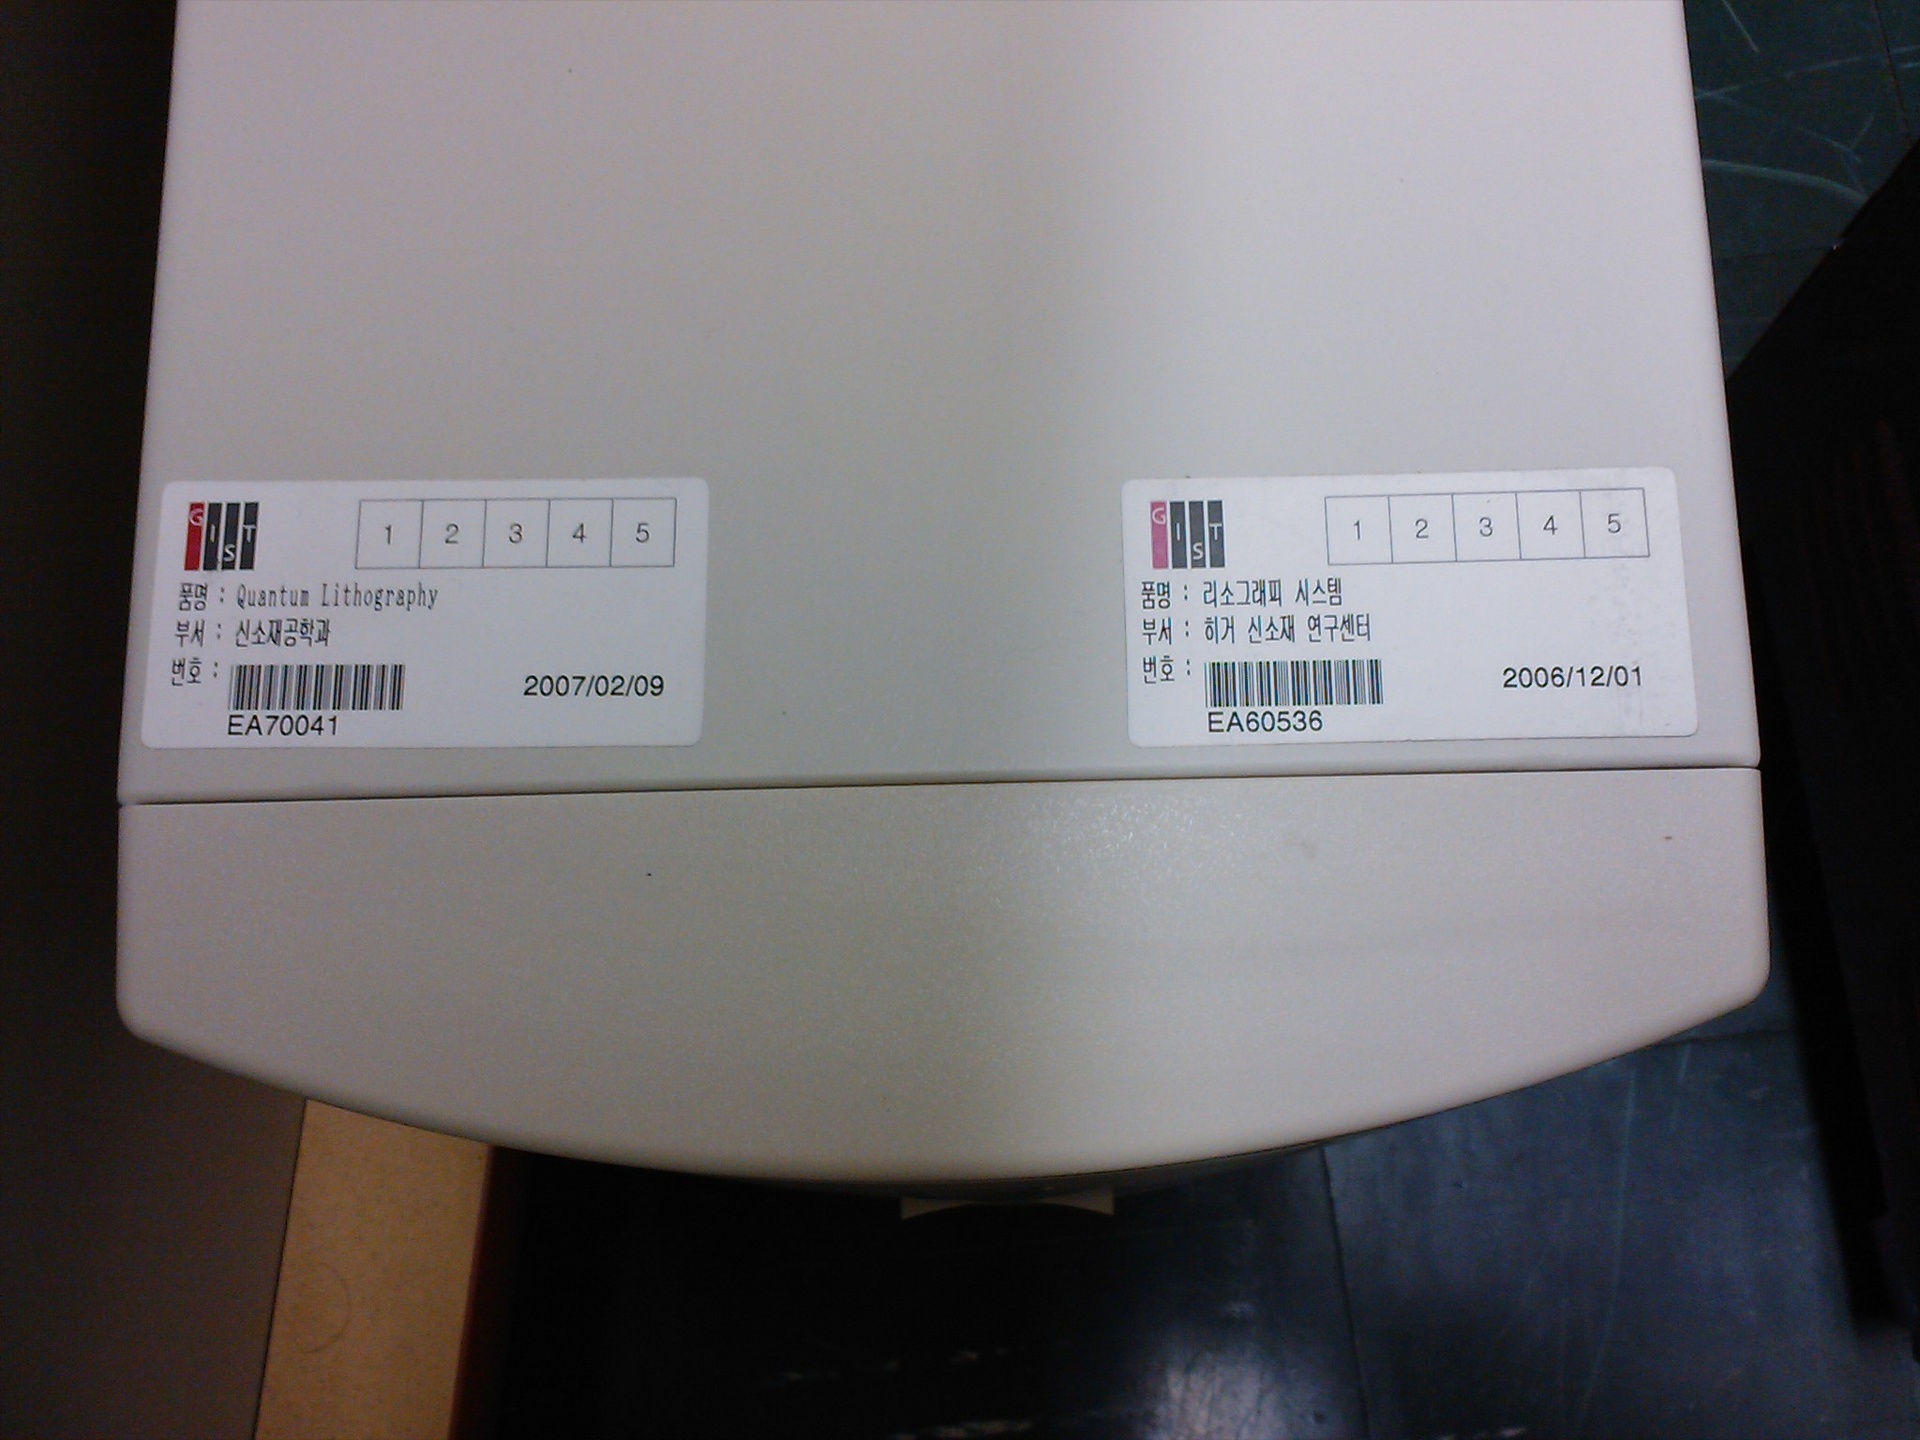 GIST
1 2 3 4 5
품명 : Quantum Lithography
부서 : 신소재공학과
번호 :
2007/02/09
EA70041
GIST
1 2 3 4 5
품명 : 리소그래피 시스템
부서 : 히거 신소재 연구센터
번호 :
2006/12/01
EA60536